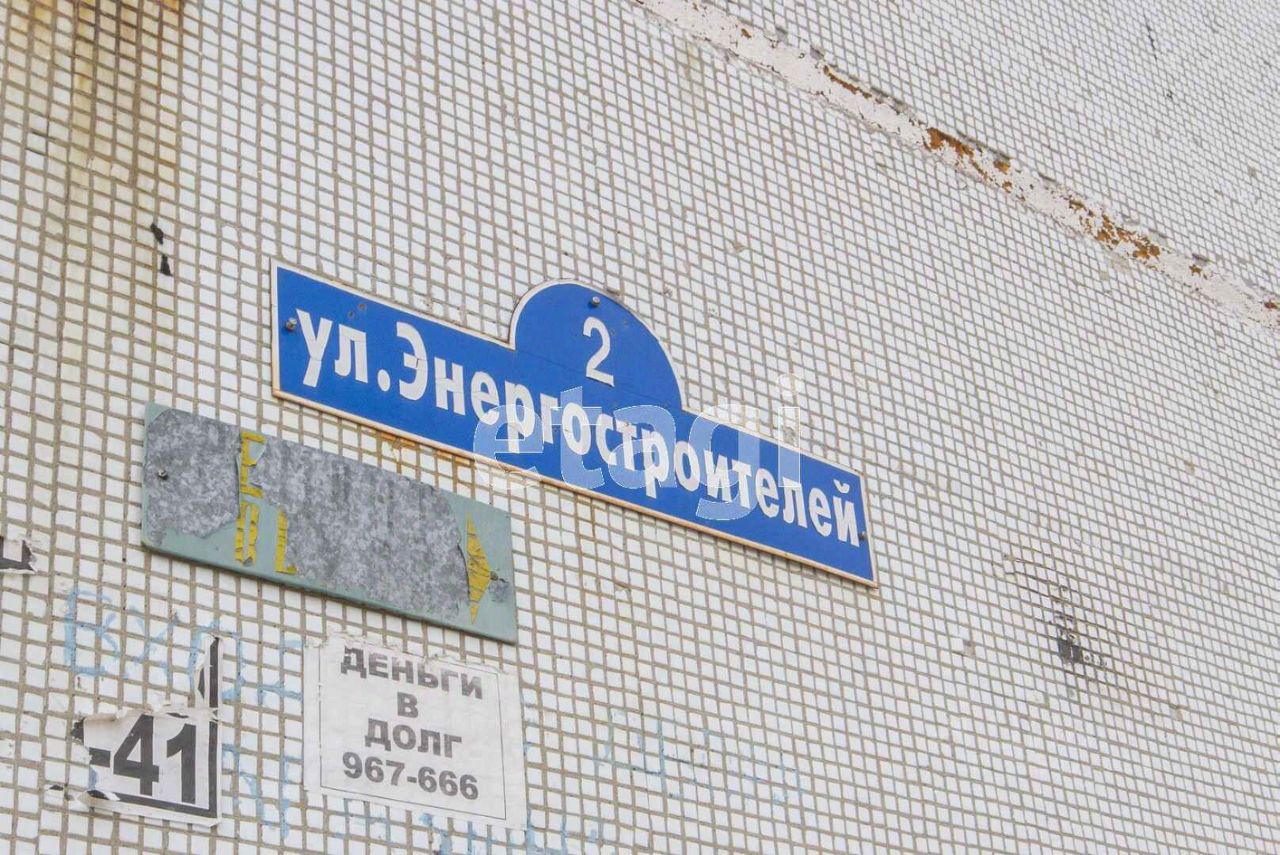 2
ул.Энергостроителей
etagi
ДЕНЬГИ
В
ДОЛГ
967-666
-41